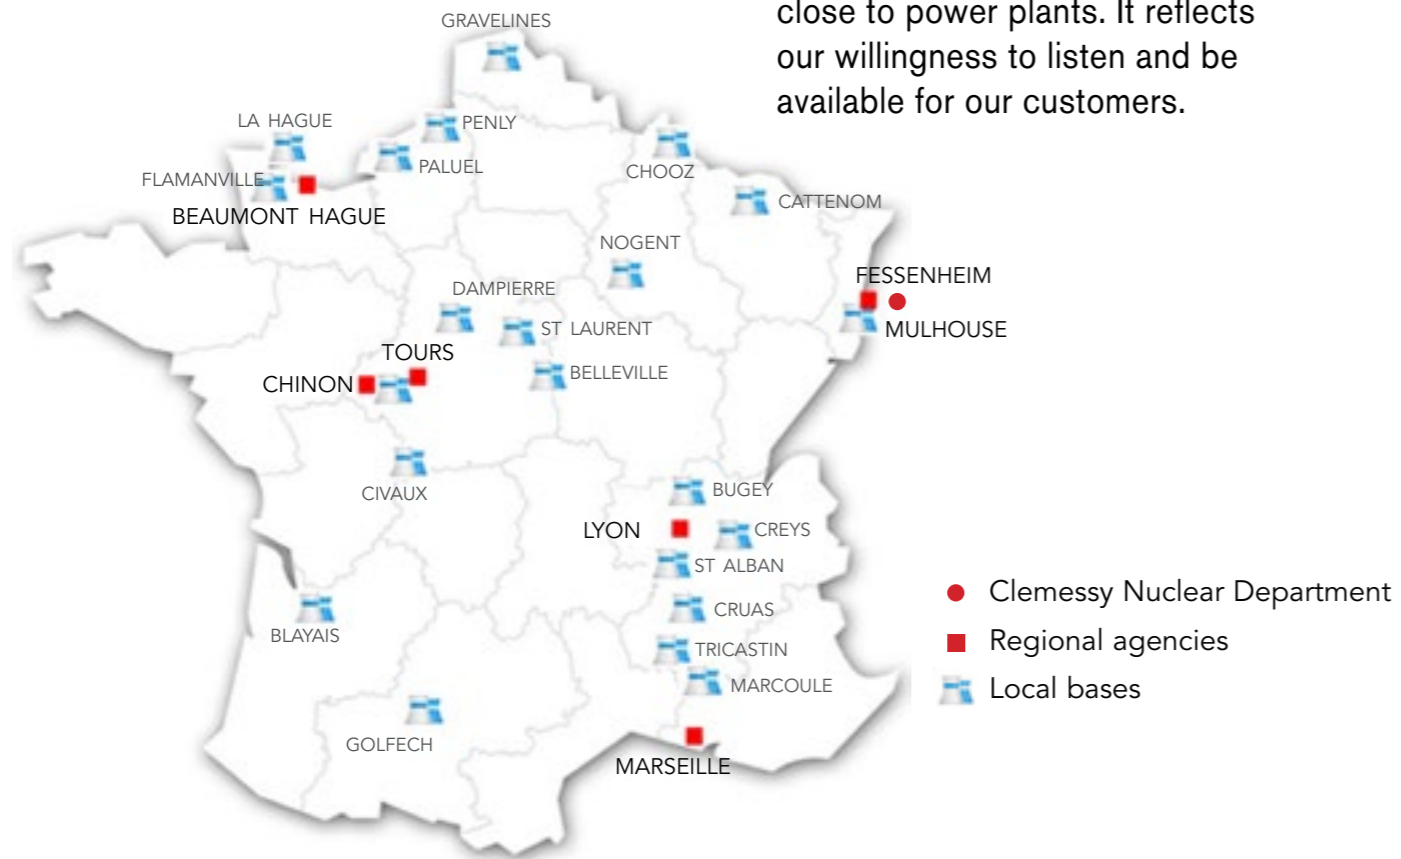 close to power plants. It reflects
our willingness to listen and be
available for our customers.
GRAVELINES
LA HAGUE
PENLY
PALUEL
FLAMANVILLE
BEAUMONT HAGUE
CHOOZ
CATTENOM
NOGENT
FESSENHEIM
MULHOUSE
DAMPIERRE
ST LAURENT
TOURS
CHINON
BELLEVILLE
CIVAUX
BUGEY
LYON
CREYS
ST ALBAN
CRUAS
BLAYAIS
TRICASTIN
MARCOULE
GOLFECH
MARSEILLE
Clemessy Nuclear Department
Regional agencies
Local bases